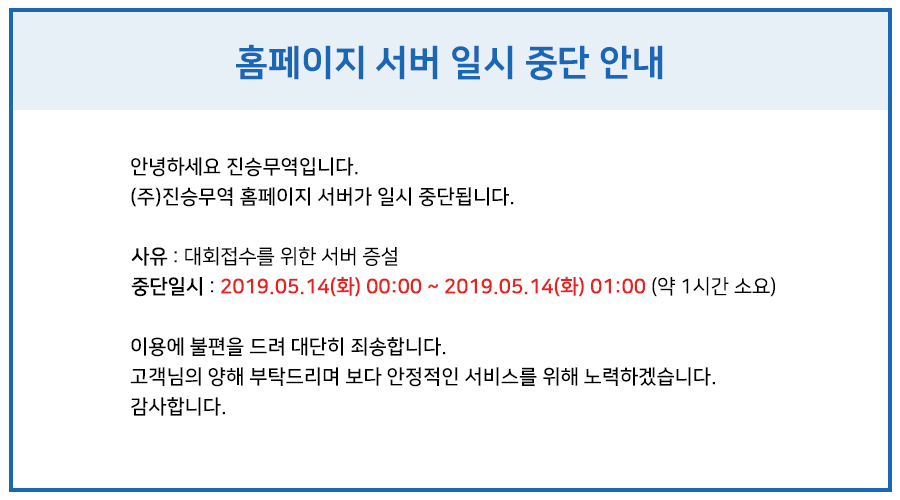 홈페이지 서버 일시 중단 안내
안녕하세요 진승무역입니다.
(주)진승무역 홈페이지 서버가 일시 중단됩니다.
사유 : 대회접수를 위한 서버 증설
중단일시 : 2019.05.14(화) 00:00 ~ 2019.05.14(화) 01:00 (약 1시간 소요)
이용에 불편을 드려 대단히 죄송합니다.
고객님의 양해 부탁드리며 보다 안정적인 서비스를 위해 노력하겠습니다.
감사합니다.